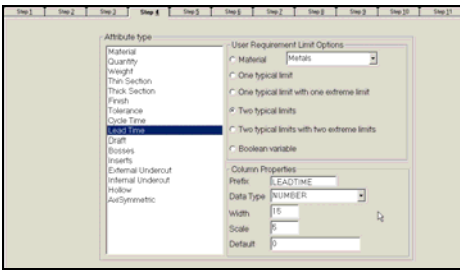 Step 1 Step 2 Step 3 Step 4 Step 5 Step 6 Step 7 Step 8 Step 9 Step 10 Step 11
Attribute type
Material
Quantity
Weight
Thin Section
Thick Section
Finish
Tolerance
Cycle Time
Lead Time
Draft
Bosses
Inserts
External Undercut
Internal Undercut
Hollow
AxiSymmetric
User Requirement Limit Options
Material Metals
One typical limit
One typical limit with one extreme limit
Two typical limits
Two typical limits with two extreme limits
Boolean variable
Column Properties
Prefix LEADTIME
Data Type NUMBER
Width 15
Scale 5
Default 0